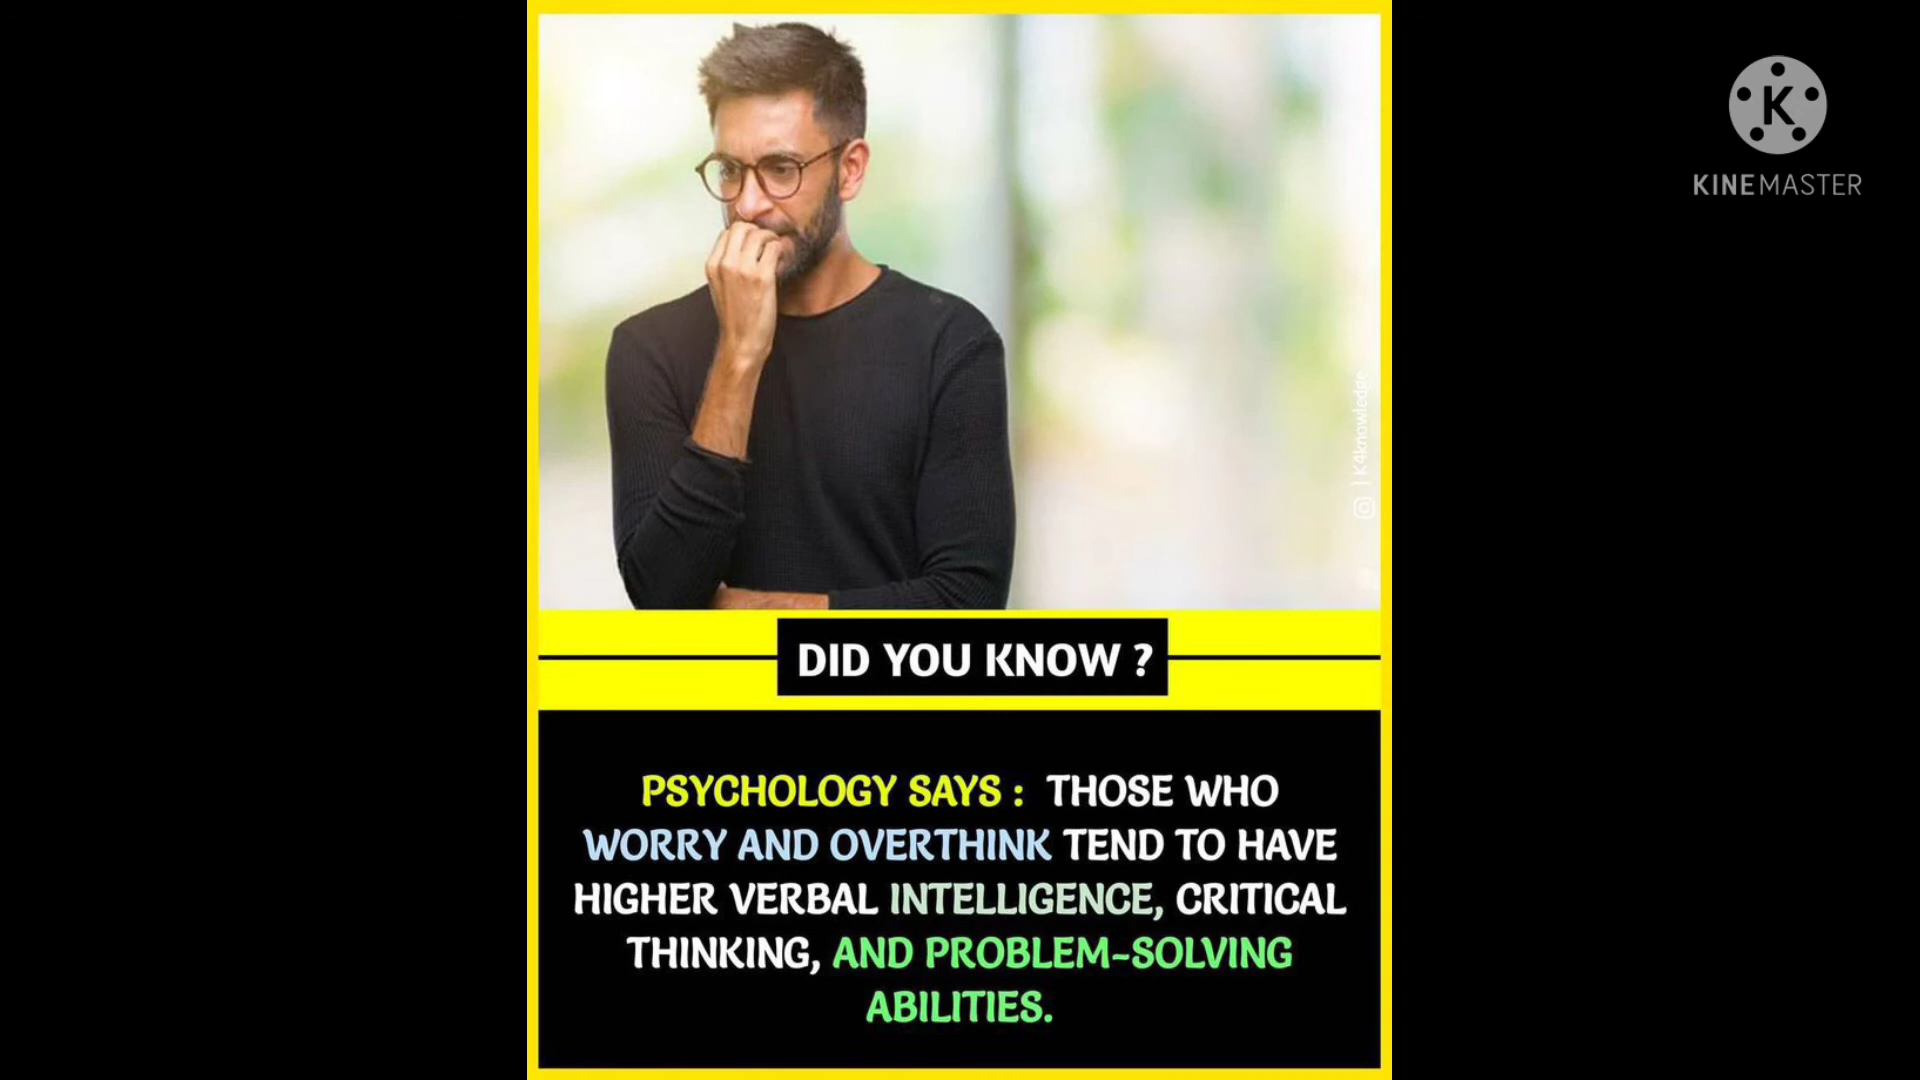 K
KINEMASTER
| K4knowledge
DID YOU KNOW ?
PSYCHOLOGY SAYS : THOSE WHO
WORRY AND OVERTHINK TEND TO HAVE
HIGHER VERBAL INTELLIGENCE, CRITICAL
THINKING, AND PROBLEM-SOLVING
ABILITIES.